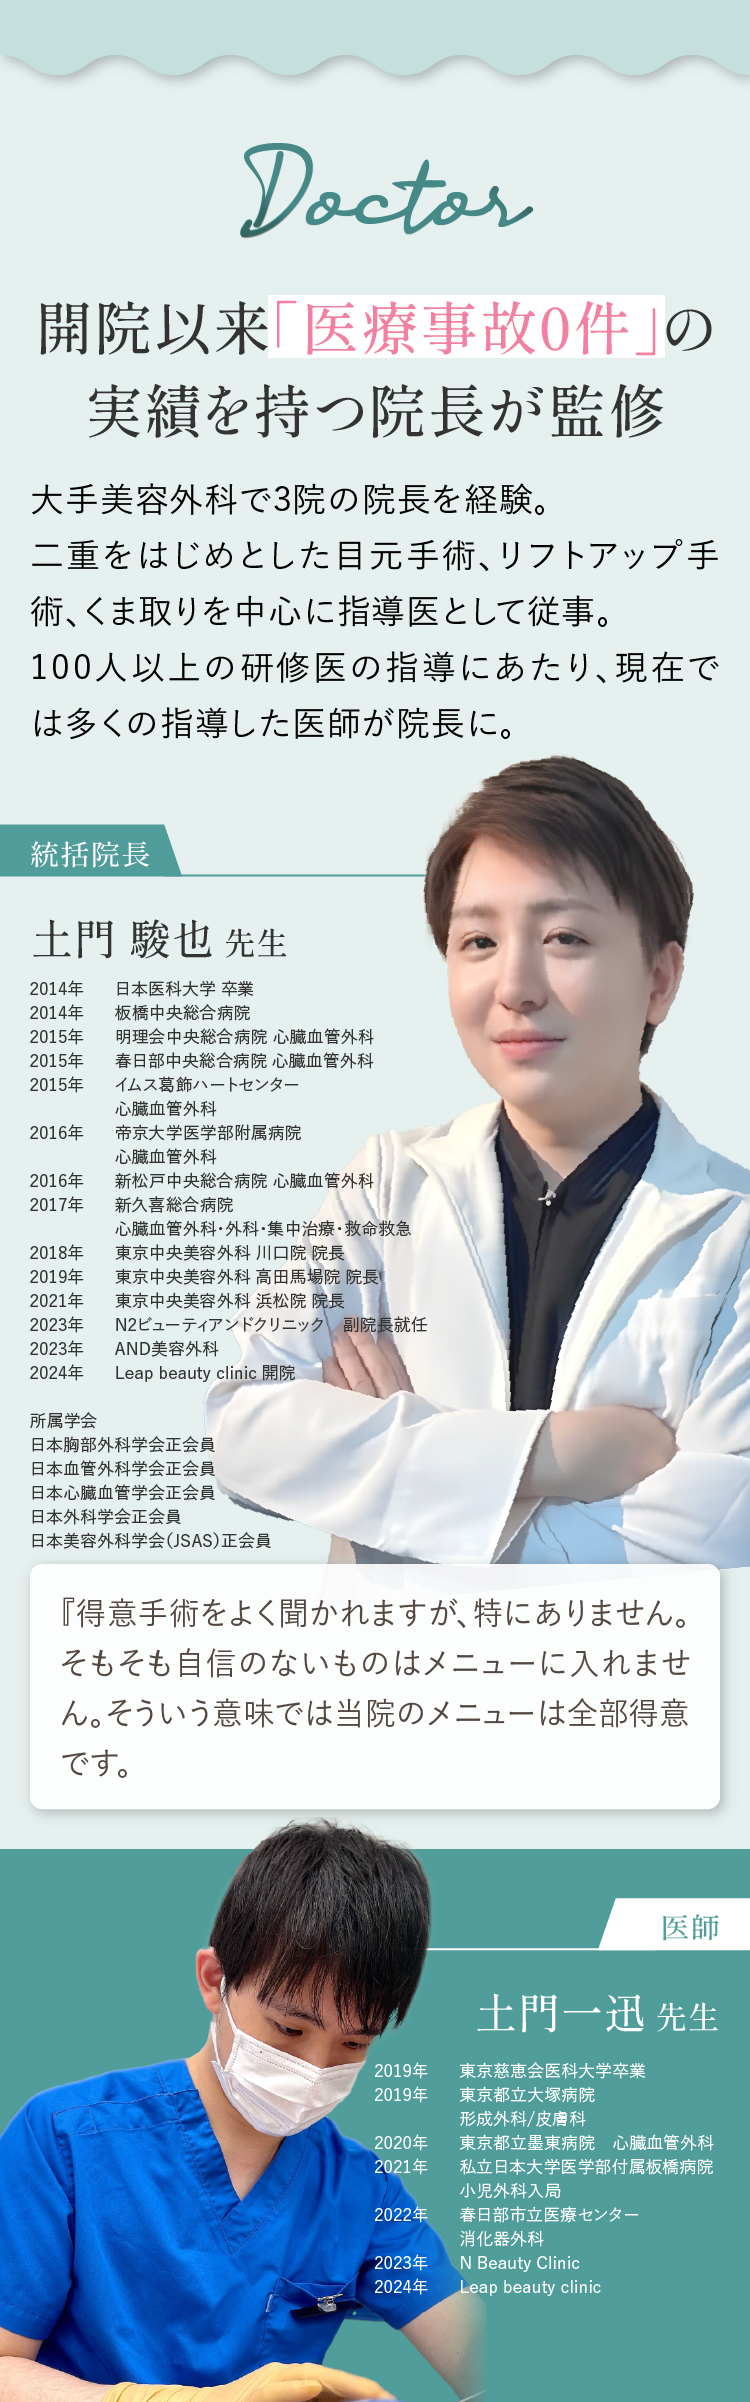 Doctor
開院以来「医療事故0件」の
実績を持つ院長が監修
大手美容外科で3院の院長を経験。
二重をはじめとした目元手術、リフトアップ手
術、くま取りを中心に指導医として従事。
100人以上の研修医の指導にあたり、現在で
は多くの指導した医師が院長に。
統括院長
土門 駿也 先生
2014年 日本医科大学 卒業
2014年 板橋中央総合病院
2015年 明理会中央総合病院 心臓血管外科
2015年 春日部中央総合病院 心臓血管外科
2015年 イムス葛飾ハートセンター
心臓血管外科
2016年 帝京大学医学部附属病院
心臓血管外科
2016年 新松戸中央総合病院 心臓血管外科
2017年 新久喜総合病院
心臓血管外科・外科・集中治療・救命救急
2018年 東京中央美容外科 川口院 院長
2019年 東京中央美容外科 高田馬場院 院長
2021年 東京中央美容外科 浜松院 院長
2023年 N2ビューティアンドクリニック 副院長就任
2023年 AND美容外科
2024年 Leap beauty clinic 開院
所属学会
日本胸部外科学会正会員
日本血管外科学会正会員
日本心臓血管学会正会員
日本外科学会正会員
日本美容外科学会（JSAS）正会員
『得意手術をよく聞かれますが、特にありません。
そもそも自信のないものはメニューに入れませ
ん。そういう意味では当院のメニューは全部得意
です。
医師
土門一迅 先生
2019年 東京慈恵会医科大学卒業
2019年 東京都立大塚病院
形成外科/皮膚科
2020年 東京都立墨東病院 心臓血管外科
2021年 私立日本大学医学部付属板橋病院
小児外科入局
2022年 春日部市立医療センター
消化器外科
2023年 N Beauty Clinic
2024年 Leap beauty clinic